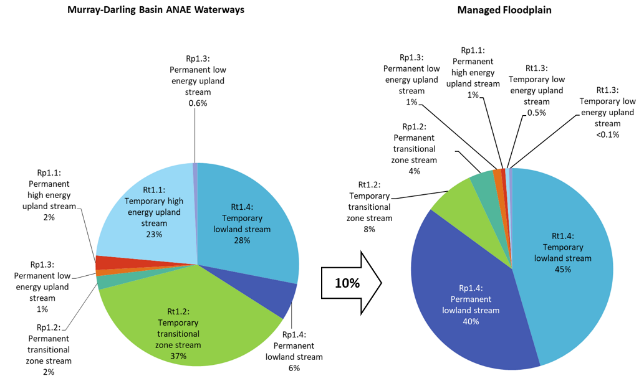 Murray-Darling Basin ANAE Waterways
Rp1.3:
Permanent low
energy upland
stream
0.6%
Rp1.1:
Permanent
high energy
upland stream
2%
Rt1.1:
Temporary high
energy upland
stream
23%
Rt1.4:
Temporary
lowland stream
28%
Rp1.3:
Permanent low
energy upland
stream
1%
Rp1.2:
Permanent
transitional
zone stream
2%
Rt1.2:
Temporary
transitional
zone stream
37%
Rp1.4:
Permanent
lowland stream
6%
10%
Managed Floodplain
Rp1.3:
Permanent low
energy upland
stream
1%
Rp1.1:
Permanent
high energy
upland stream
1%
Rt1.3:
Temporary low
energy upland
stream
0.5%
Rt1.3:
Temporary low
energy upland
stream
<0.1%
Rp1.2:
Permanent
transitional
zone stream
4%
Rt1.2:
Temporary
transitional
zone stream
8%
Rt1.4:
Temporary
lowland stream
45%
Rp1.4:
Permanent
lowland stream
40%